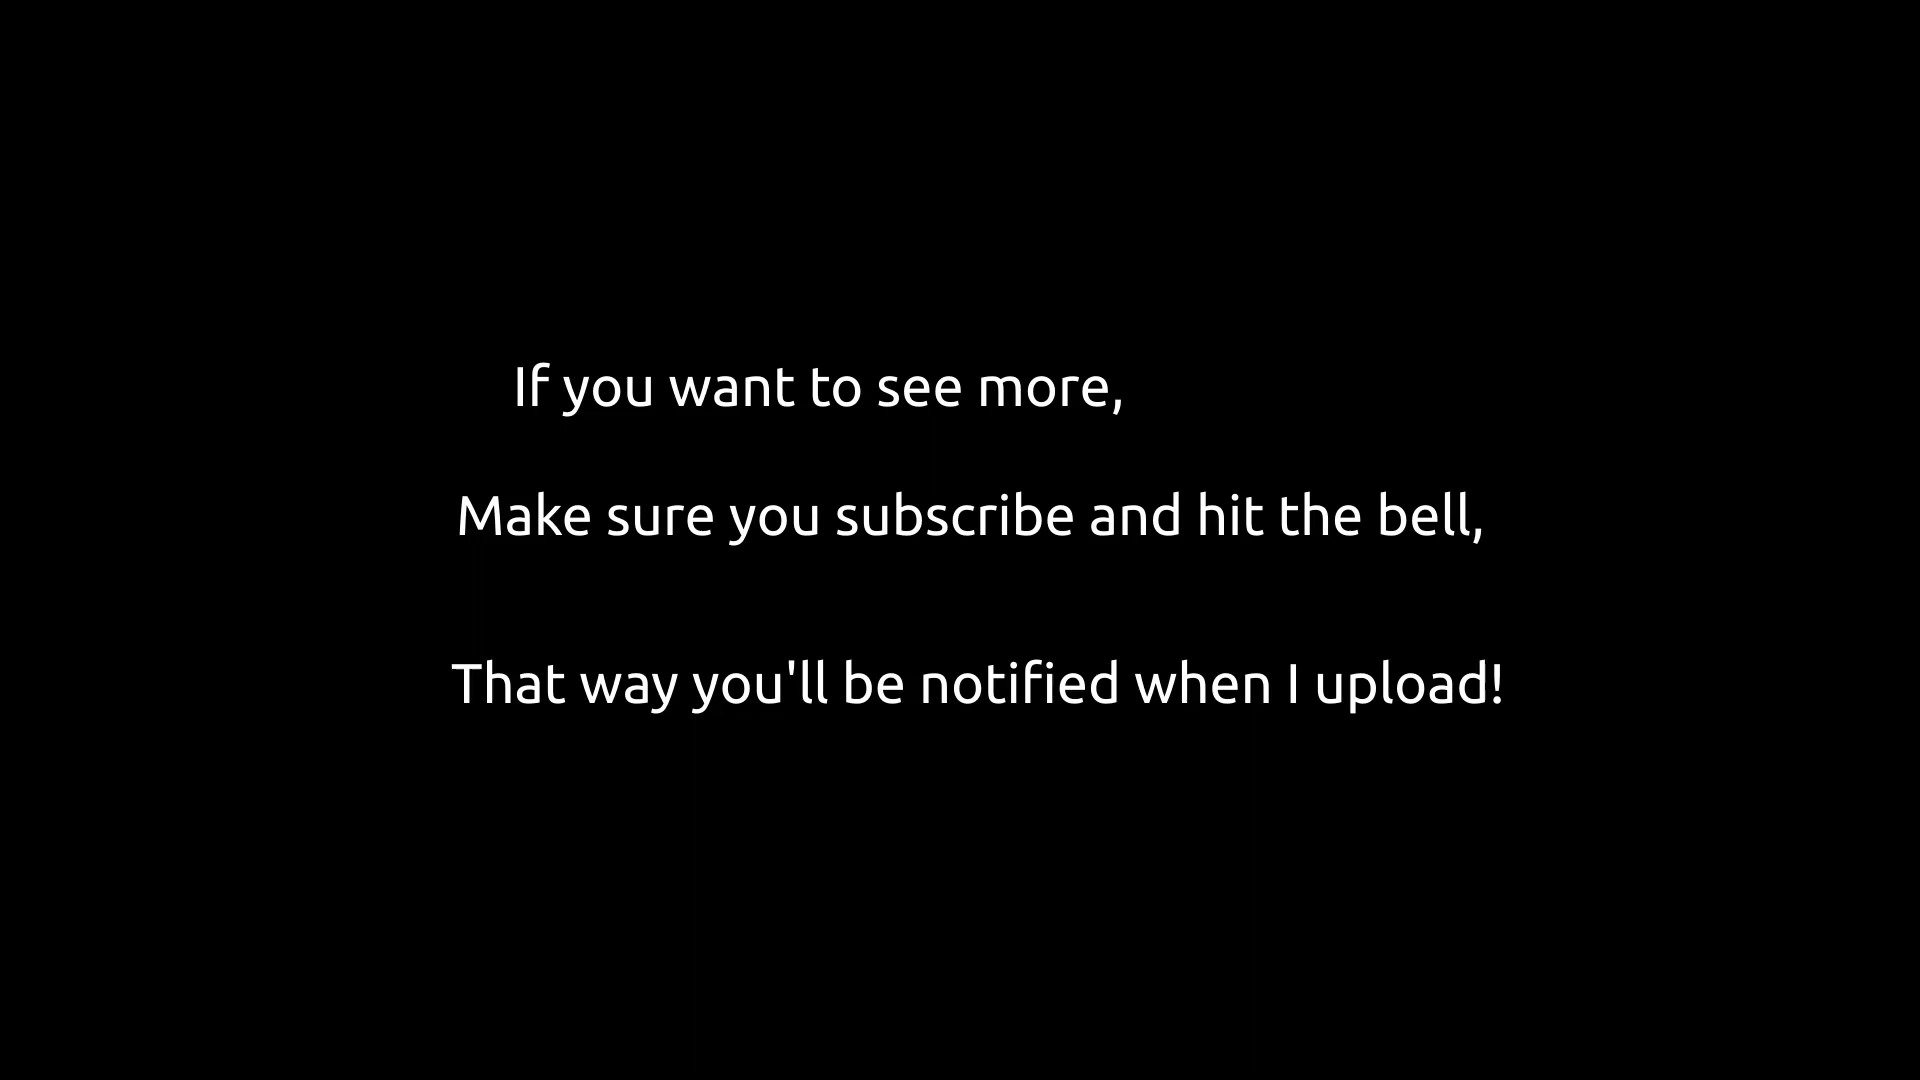 If you want to see more,
Make sure you subscribe and hit the bell,
That way you'll be notified when I upload!